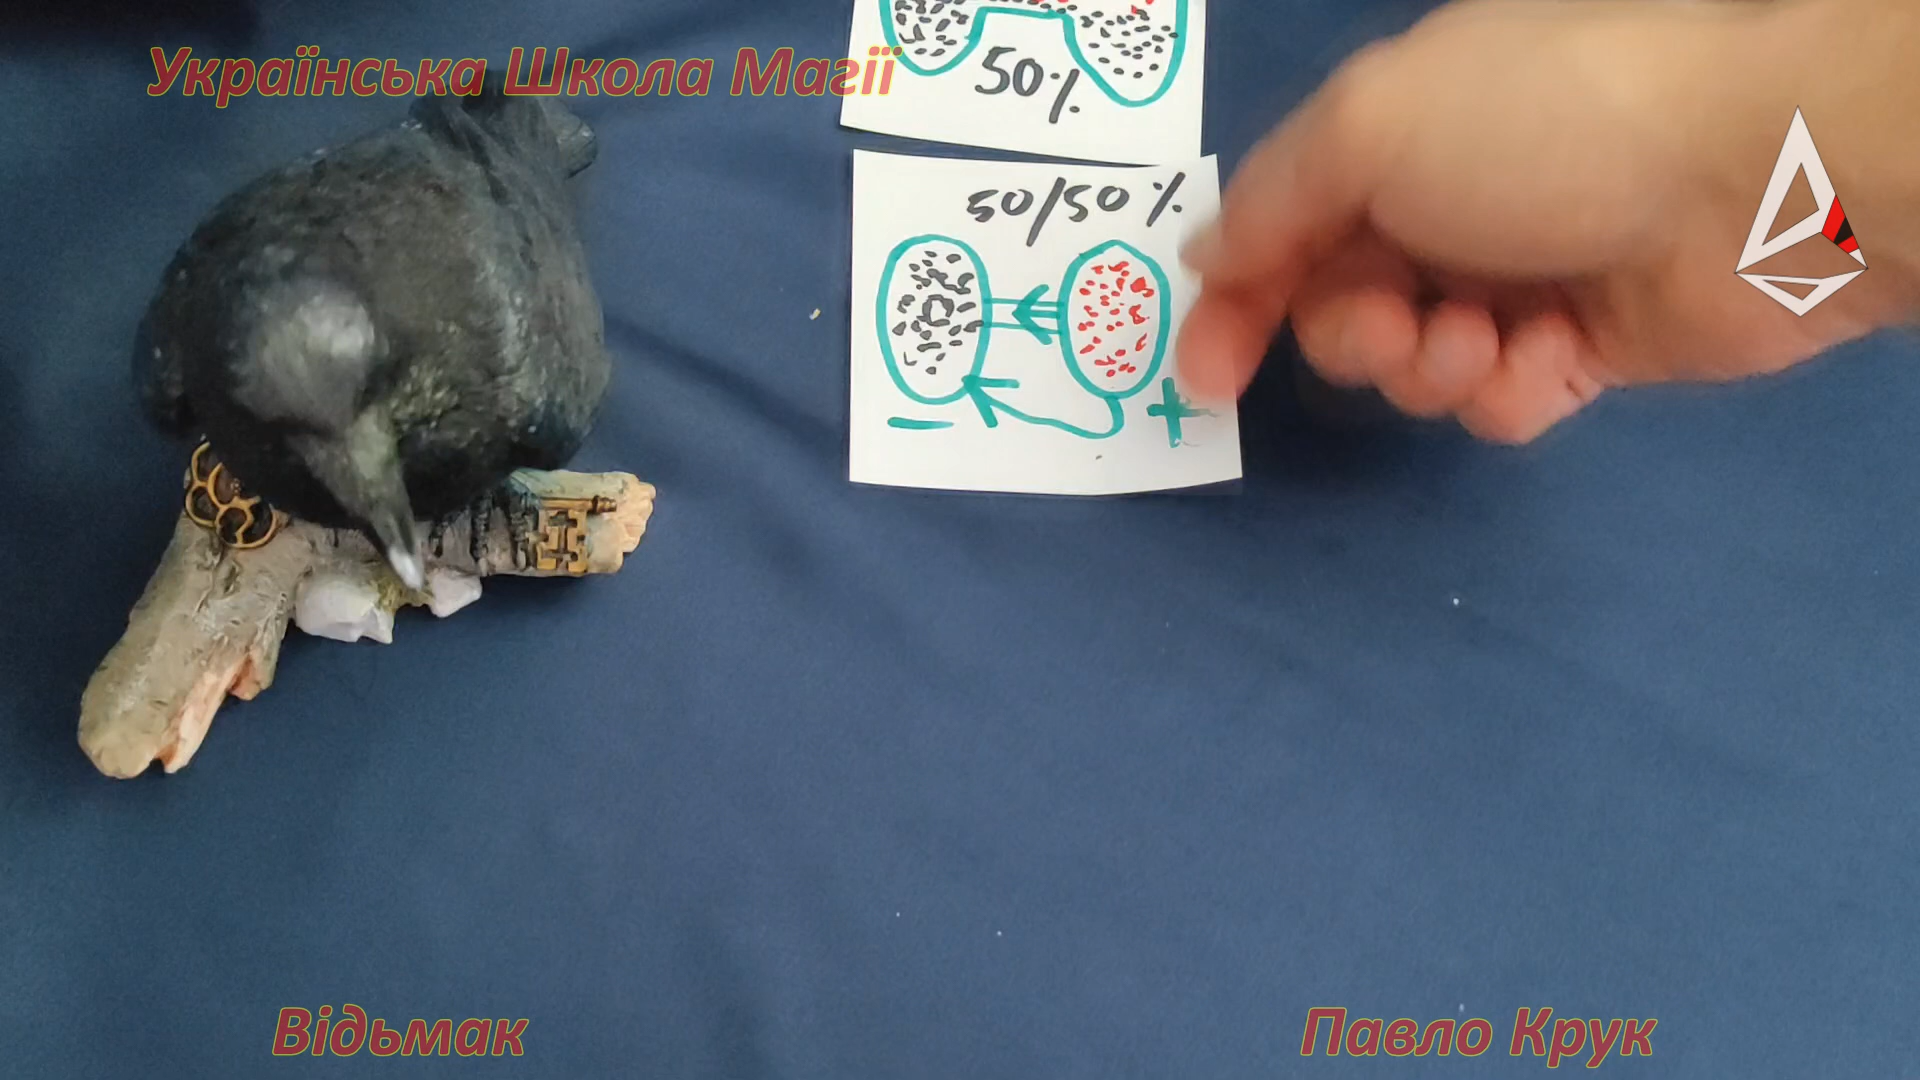 Українська Школа Магії
50%
50/50%
- +
Відьмак
Павло Крук